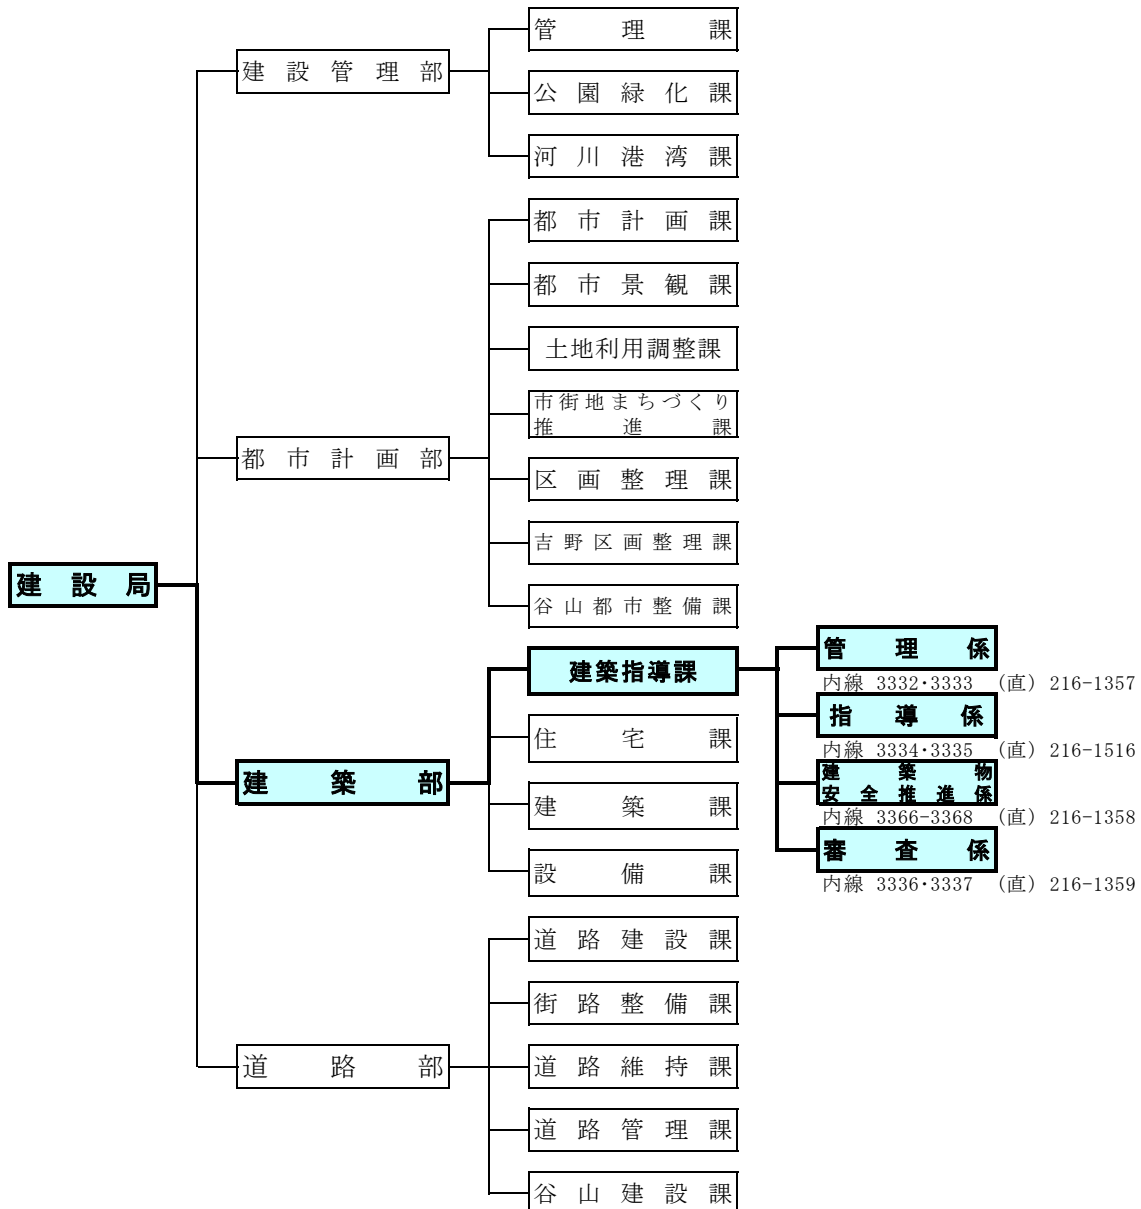 管理課
建設管理部
公園緑化課
河川港湾課
都市計画課
都市景観課
土地利用調整課
市街地まちづくり
推進課
都市計画部
区画整理課
吉野区画整理課
建設局
谷山都市整備課
建築指導課
管理係
内線 3332・3333 (直) 216-1357
指導係
内線 3334・3335 (直) 216-1516
建築物
安全推進係
内線 3366-3368 (直) 216-1358
審査係
内線 3336・3337 (直) 216-1359
住宅課
建築部
建築課
設備課
道路建設課
街路整備課
道路部
道路維持課
道路管理課
谷山建設課